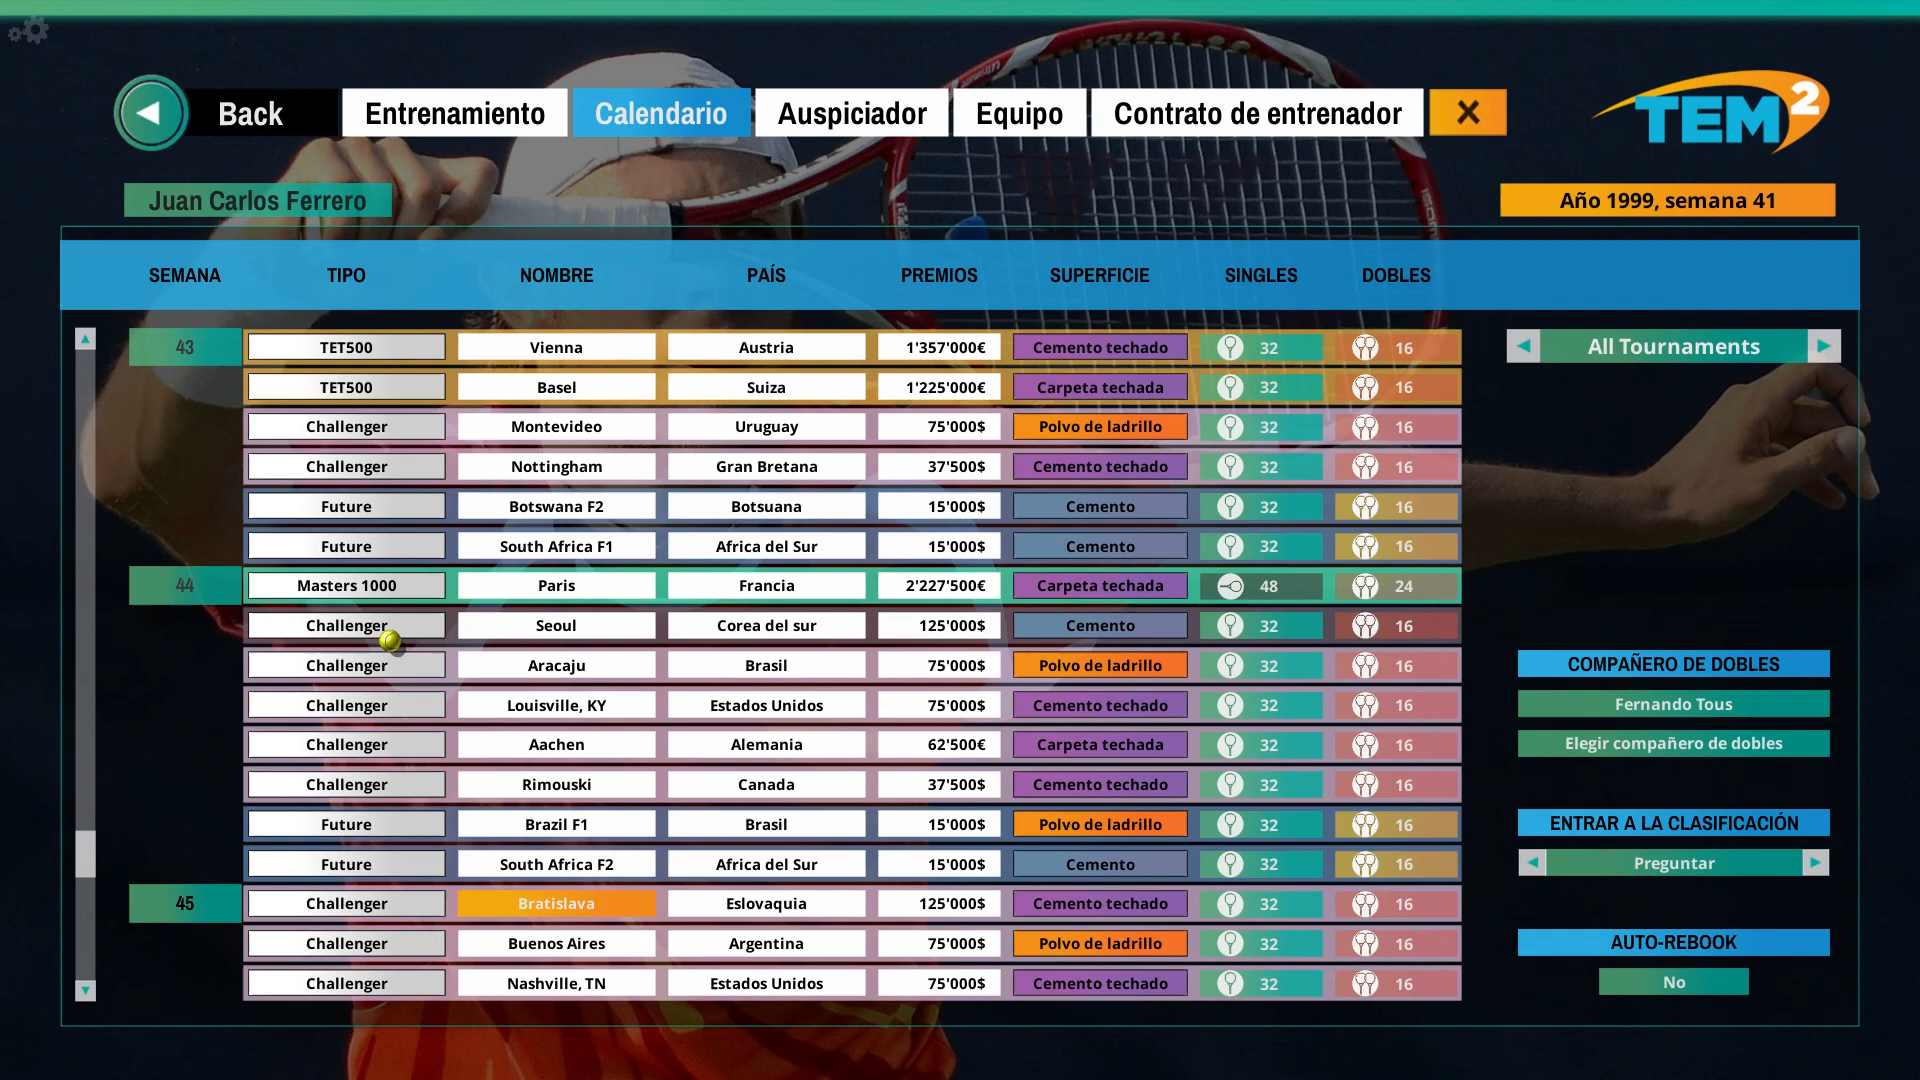 Back
Entrenamiento
Calendario
Auspiciador
Equipo
Contrato de entrenador
X
TEM2
Juan Carlos Ferrero
Año 1999, semana 41
SEMANA TIPO NOMBRE PAÍS PREMIOS SUPERFICIE SINGLES DOBLES
43 TET500 Vienna Austria 1'357'000€ Cemento techado 32 16
TET500 Basel Suiza 1'225'000€ Carpeta techada 32 16
Challenger Montevideo Uruguay 75'000$ Polvo de ladrillo 32 16
Challenger Nottingham Gran Bretana 37'500$ Cemento techado 32 16
Future Botswana F2 Botsuana 15'000$ Cemento 32 16
Future South Africa F1 Africa del Sur 15'000$ Cemento 32 16
44 Masters 1000 Paris Francia 2'227'500€ Carpeta techada 48 24
Challenger Seoul Corea del sur 125'000$ Cemento 32 16
Challenger Aracaju Brasil 75'000$ Polvo de ladrillo 32 16
Challenger Louisville, KY Estados Unidos 75'000$ Cemento techado 32 16
Challenger Aachen Alemania 62'500€ Carpeta techada 32 16
Challenger Rimouski Canada 37'500$ Cemento techado 32 16
Future Brazil F1 Brasil 15'000$ Polvo de ladrillo 32 16
Future South Africa F2 Africa del Sur 15'000$ Cemento 32 16
45 Challenger Bratislava Eslovaquia 125'000$ Cemento techado 32 16
Challenger Buenos Aires Argentina 75'000$ Polvo de ladrillo 32 16
Challenger Nashville, TN Estados Unidos 75'000$ Cemento techado 32 16
All Tournaments
COMPAÑERO DE DOBLES
Fernando Tous
Elegir compañero de dobles
ENTRAR A LA CLASIFICACIÓN
Preguntar
AUTO-REBOOK
No